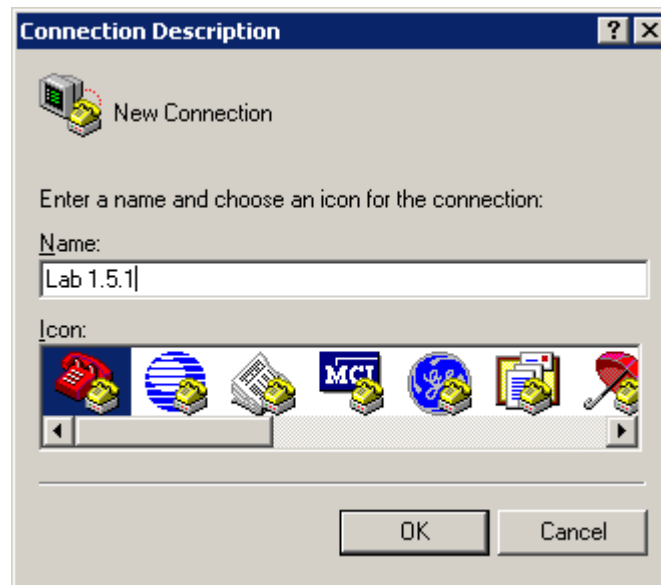 Connection Description
New Connection
Enter a name and choose an icon for the connection:
Name:
Lab 1.5.1
Icon:
MCI
OK Cancel